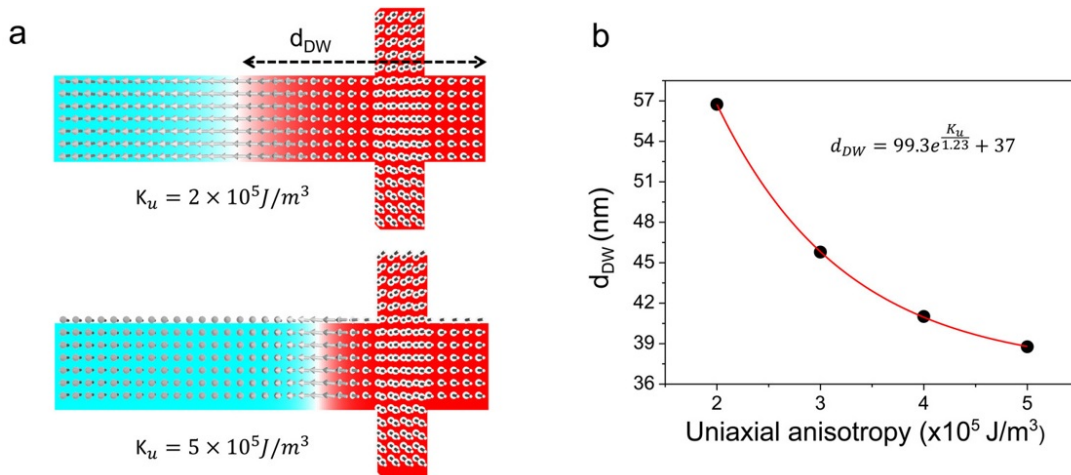 a
d_DW
K_u = 2 × 10^5 J/m^3
K_u = 5 × 10^5 J/m^3
b
57
54
51
48
45
42
39
36
d_DW (nm)
d_DW = 99.3e^{K_u/1.23} + 37
2 3 4 5
Uniaxial anisotropy (x10^5 J/m^3)